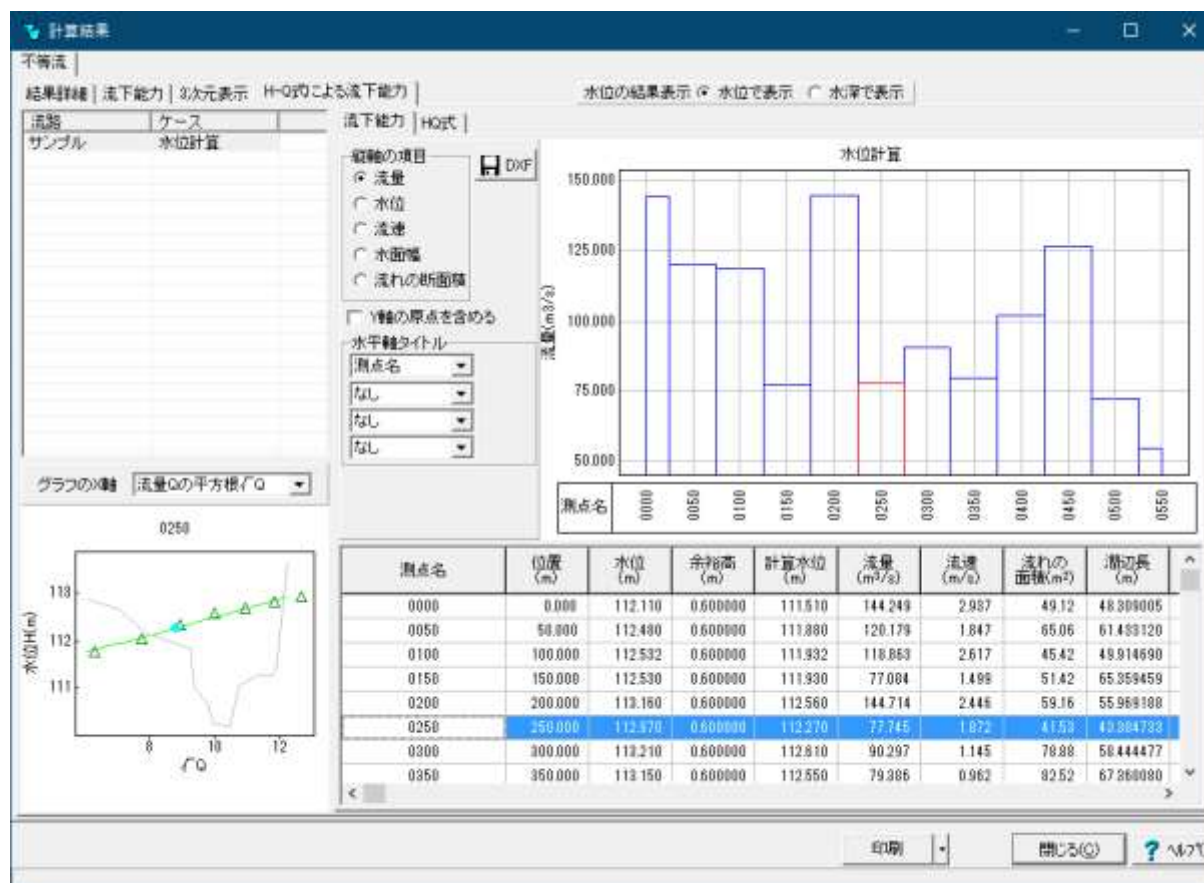 計算結果
不等流
結果詳細 流下能力 3次元表示 H-Q式による流下能力
水位の結果表示 水位で表示 水深で表示
流路 ケース
サンプル 水位計算
流下能力 HQ式
縦軸の項目
流量
水位
流速
水面幅
流れの断面積
DXF
Y軸の原点を含める
水平軸タイトル
測点名
なし
なし
なし
水位計算
150.000
125.000
100.000
75.000
50.000
流量(m3/s)
測点名 0000 0050 0100 0150 0200 0250 0300 0350 0400 0450 0500 0550
グラフのX軸 流量Qの平方根√Q
0250
水位H(m)
113
112
111
8 10 12
√Q
測点名 位置(m) 水位(m) 余裕高(m) 計算水位(m) 流量(m³/s) 流速(m/s) 流れの面積(m²) 潤辺長(m)
0000 0.000 112.110 0.600000 111.510 144.249 2.937 49.12 48.309005
0050 50.000 112.480 0.600000 111.880 120.179 1.847 65.06 61.433120
0100 100.000 112.532 0.600000 111.932 118.863 2.617 45.42 49.914690
0150 150.000 112.530 0.600000 111.930 77.084 1.499 51.42 65.359459
0200 200.000 113.160 0.600000 112.560 144.714 2.446 59.16 55.969188
0250 250.000 112.870 0.600000 112.270 77.745 1.872 41.53 43.384733
0300 300.000 113.210 0.600000 112.610 90.297 1.145 78.88 58.444477
0350 350.000 113.150 0.600000 112.550 79.386 0.962 82.52 67.360080
印刷 閉じる(C) ? ヘルプ(